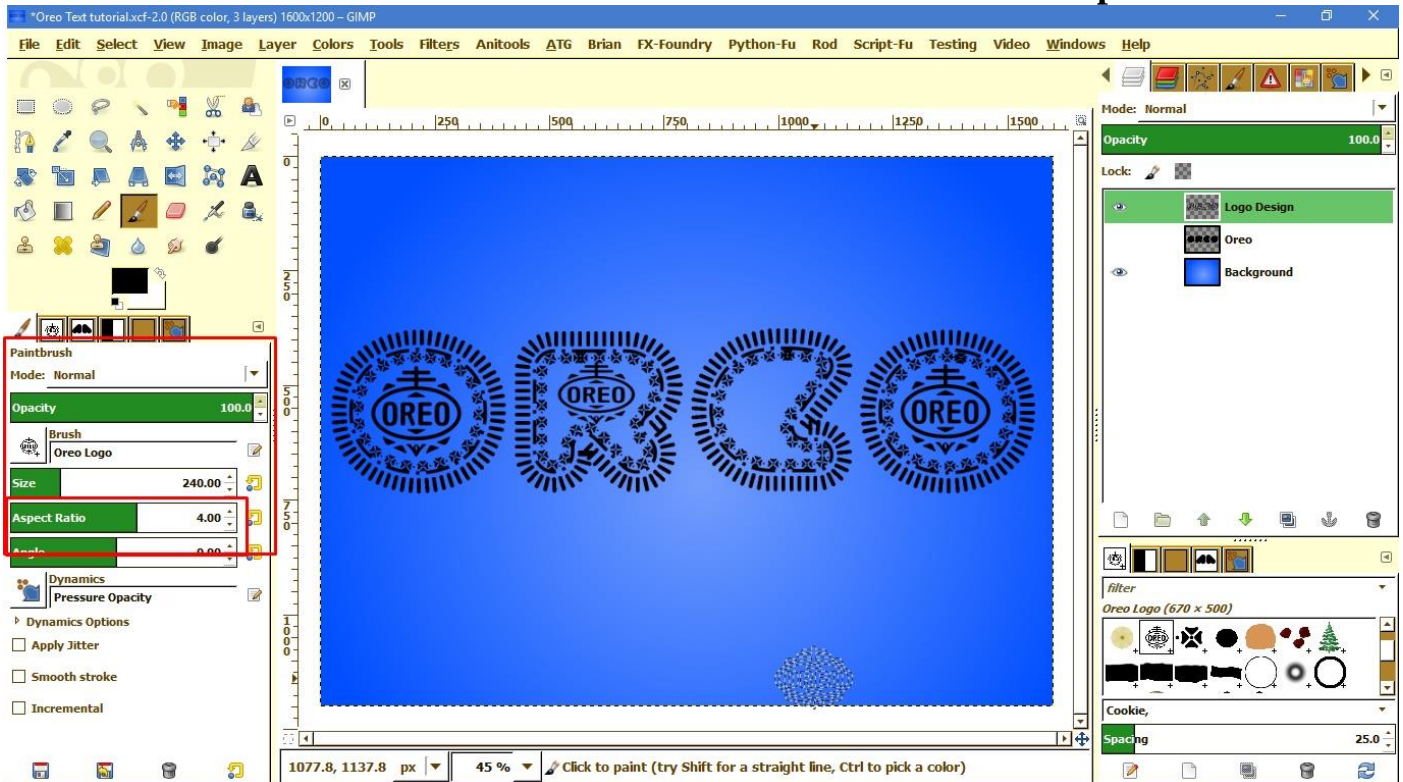 *Oreo Text tutorial.xcf-2.0 (RGB color, 3 layers) 1600x1200 – GIMP
File Edit Select View Image Layer Colors Tools Filters Anitools ATG Brian FX-Foundry Python-Fu Rod Script-Fu Testing Video Windows Help
0 250 500 750 1000 1250 1500
Mode: Normal
Opacity 100.0
Lock:
Logo Design
Oreo
Background
0
250
500
750
1000
OREO OREO OREO
Paintbrush
Mode: Normal
Opacity 100.0
Brush
Oreo Logo
Size 240.00
Aspect Ratio 4.00
Angle 0.00
Dynamics
Pressure Opacity
Dynamics Options
Apply Jitter
Smooth stroke
Incremental
filter
Oreo Logo (670 × 500)
Cookie,
Spacing 25.0
1077.8, 1137.8 px 45 % Click to paint (try Shift for a straight line, Ctrl to pick a color)